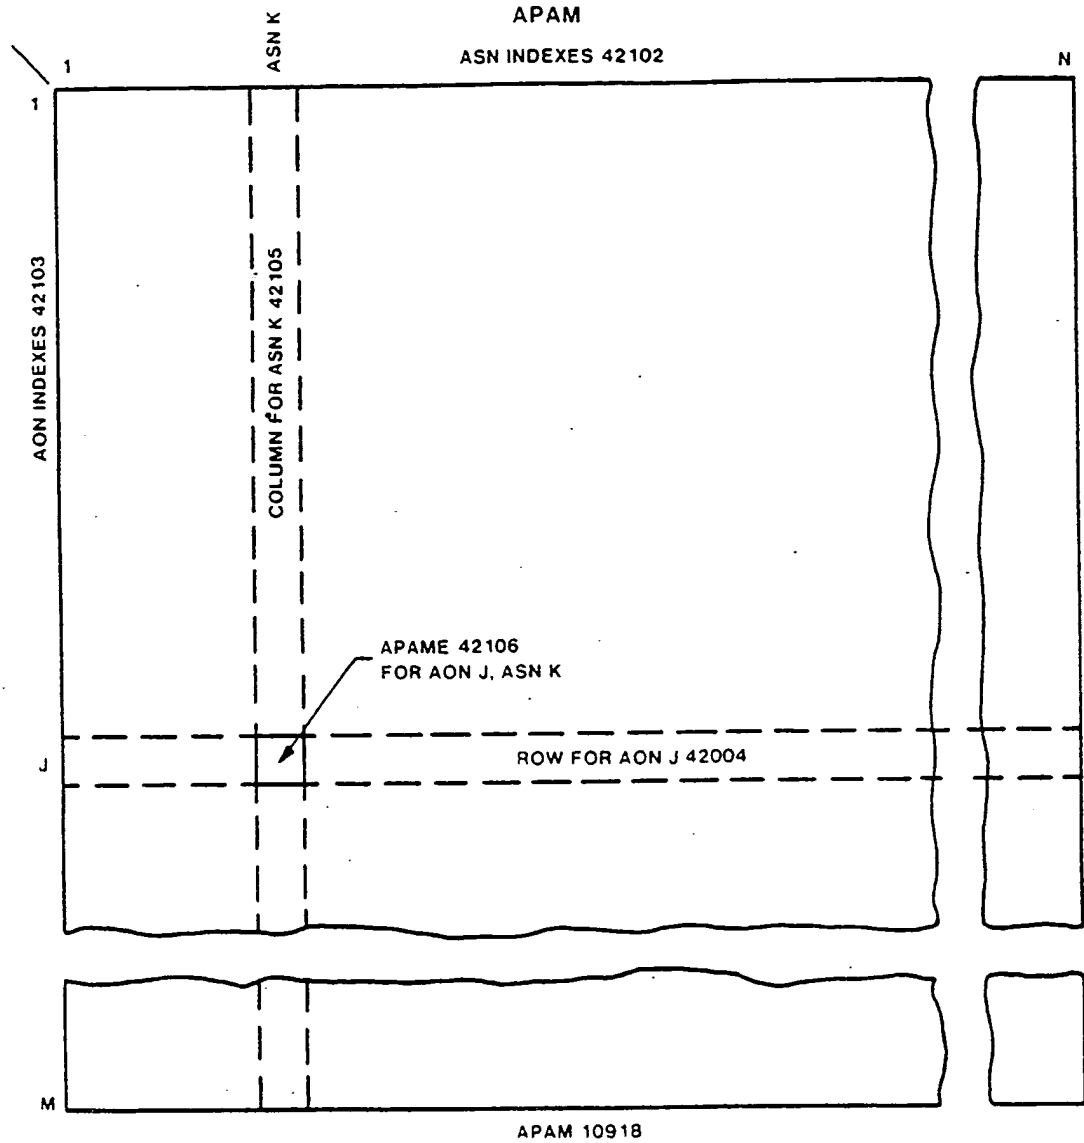 APAM
ASN K
ASN INDEXES 42102
1
N
1
AON INDEXES 42103
COLUMN FOR ASN K 42105
APAME 42106
FOR AON J, ASN K
J
ROW FOR AON J 42004
M
APAM 10918